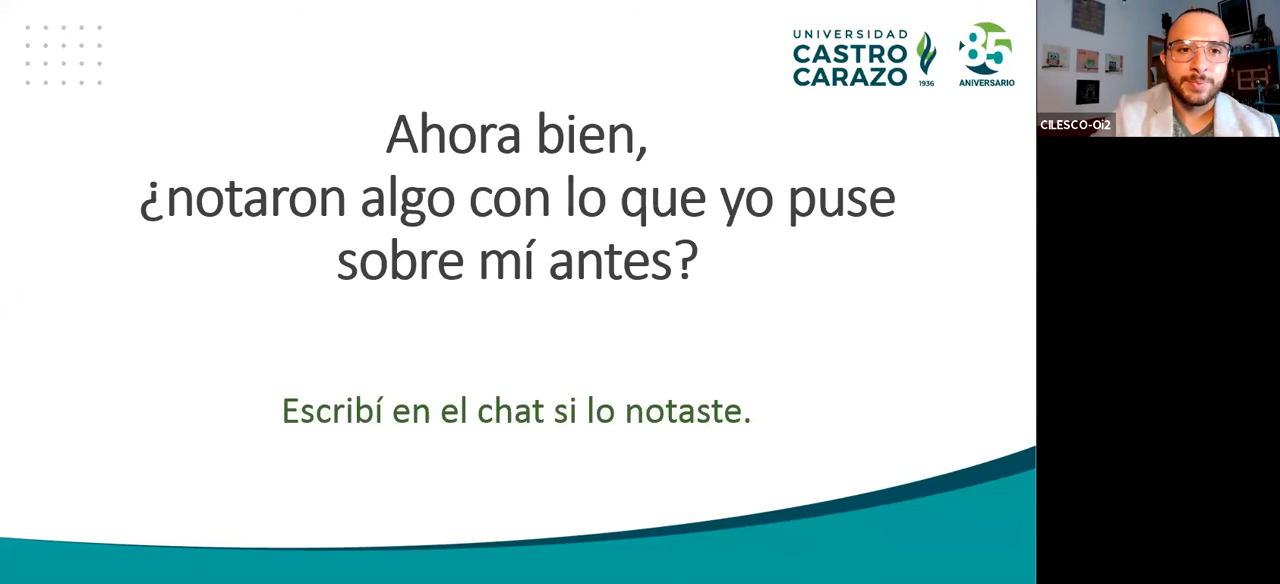 UNIVERSIDAD
CASTRO
CARAZO
1936
85
ANIVERSARIO
CILESCO-Oi2
Ahora bien,
¿notaron algo con lo que yo puse
sobre mí antes?
Escribí en el chat si lo notaste.